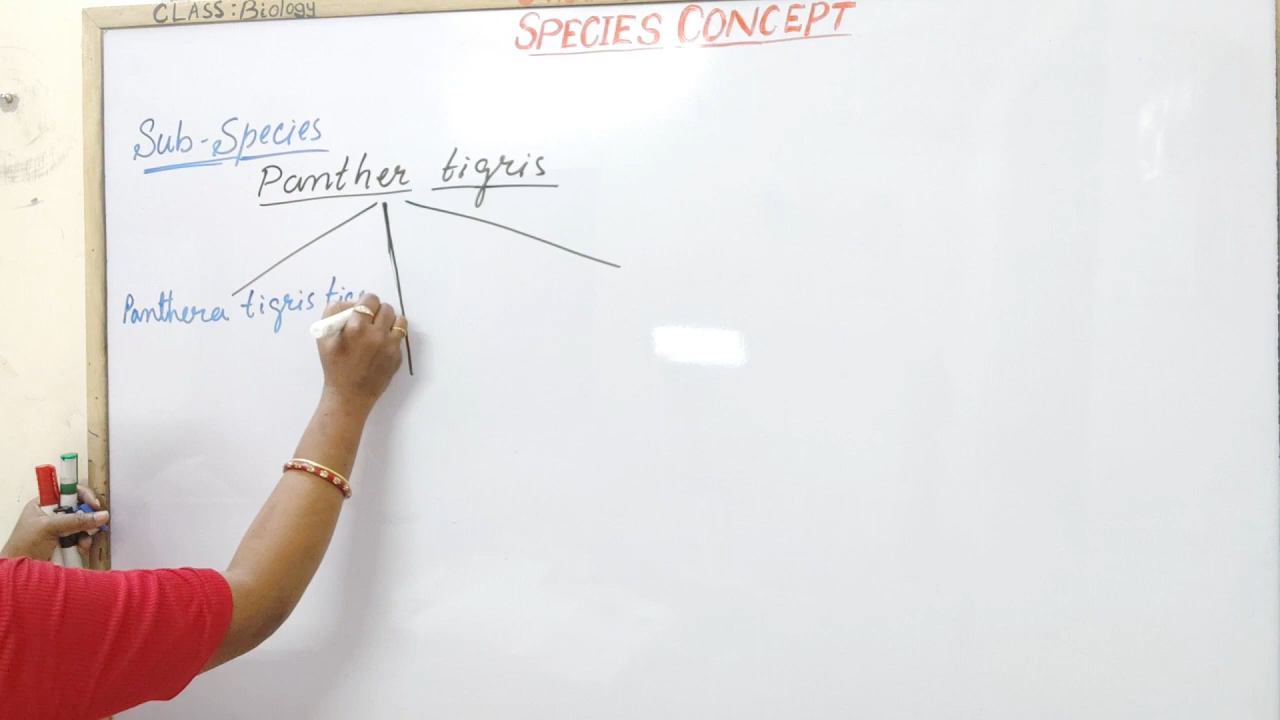 CLASS: Biology
SPECIES CONCEPT
Sub-Species
Panther tigris
Panthera tigris